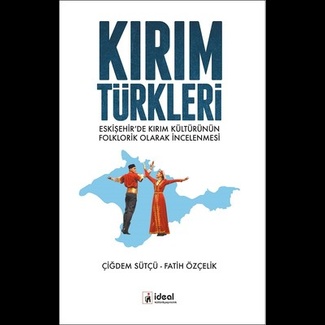 KIRIM
TÜRKLERİ
ESKİŞEHİR'DE KIRIM KÜLTÜRÜNÜN
FOLKLORİK OLARAK İNCELENMESİ
ÇİĞDEM SÜTÇÜ - FATİH ÖZÇELİK
ideal